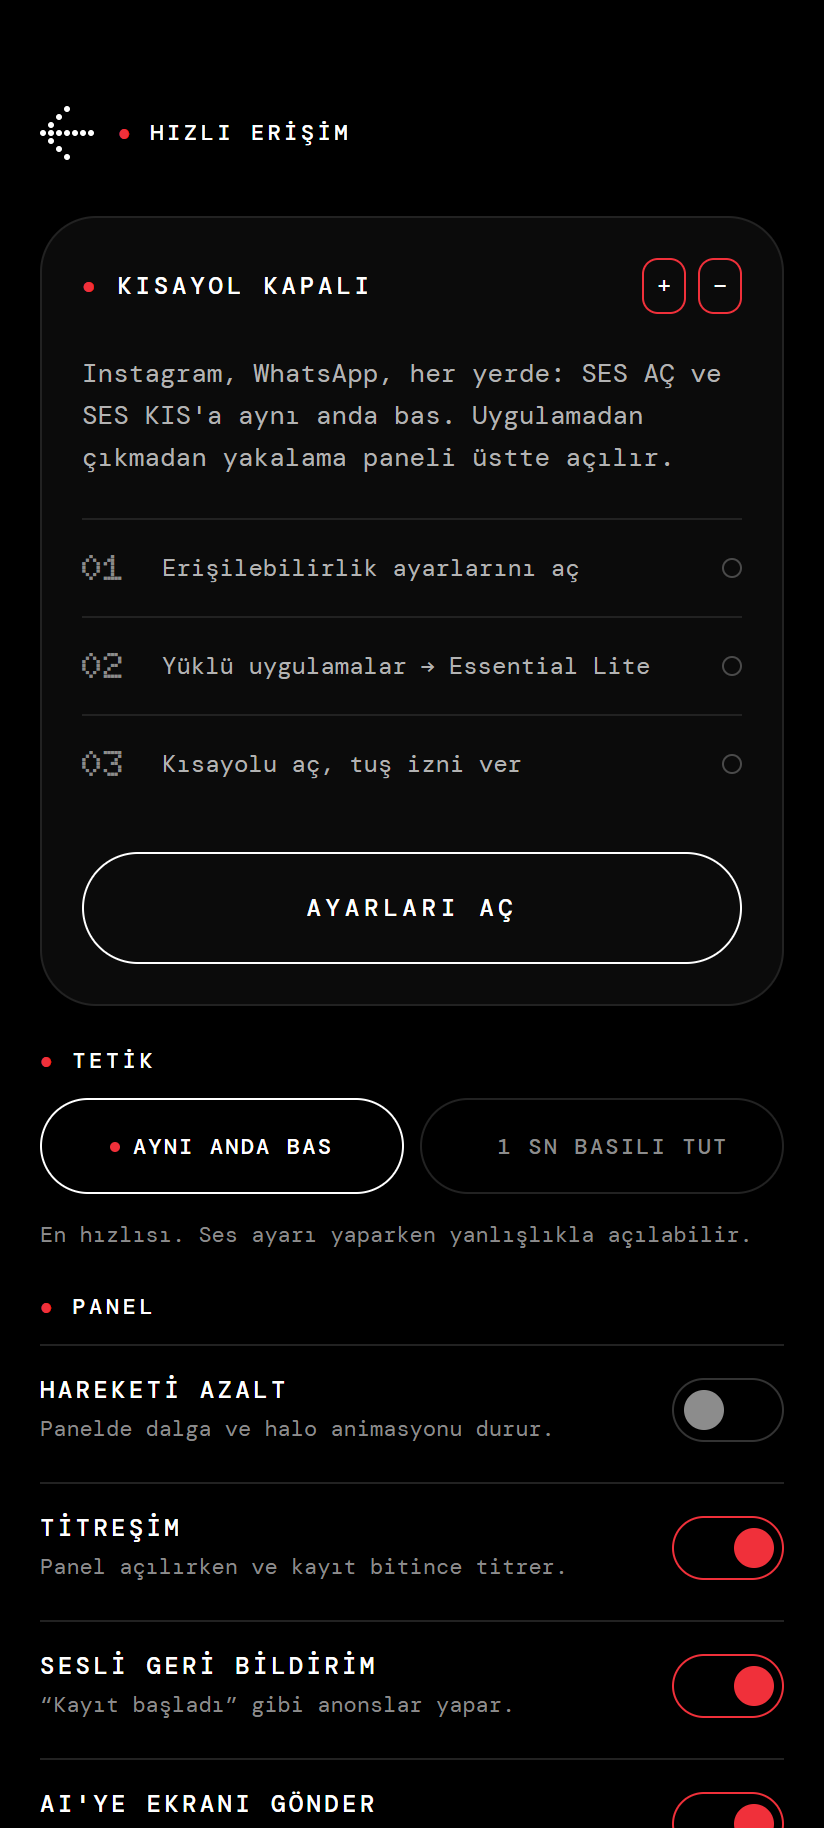 HIZLI ERİŞİM
KISAYOL KAPALI
+ −
Instagram, WhatsApp, her yerde: SES AÇ ve
SES KIS'a aynı anda bas. Uygulamadan
çıkmadan yakalama paneli üstte açılır.
01 Erişilebilirlik ayarlarını aç
02 Yüklü uygulamalar → Essential Lite
03 Kısayolu aç, tuş izni ver
AYARLARI AÇ
TETİK
AYNI ANDA BAS
1 SN BASILI TUT
En hızlısı. Ses ayarı yaparken yanlışlıkla açılabilir.
PANEL
HAREKETİ AZALT
Panelde dalga ve halo animasyonu durur.
TİTREŞİM
Panel açılırken ve kayıt bitince titrer.
SESLİ GERİ BİLDİRİM
“Kayıt başladı” gibi anonslar yapar.
AI'YE EKRANI GÖNDER